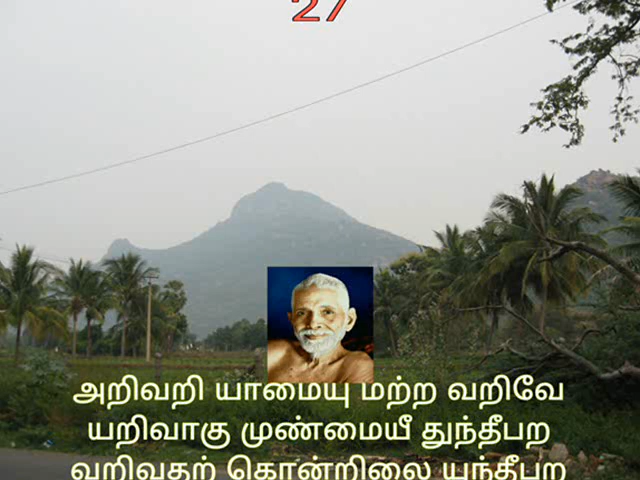 27
அறிவறி யாமையு மற்ற வறிவே
யறிவாகு முண்மையீ துந்தீபற
வறிவதற் கொன்றிலை யுந்தீபற